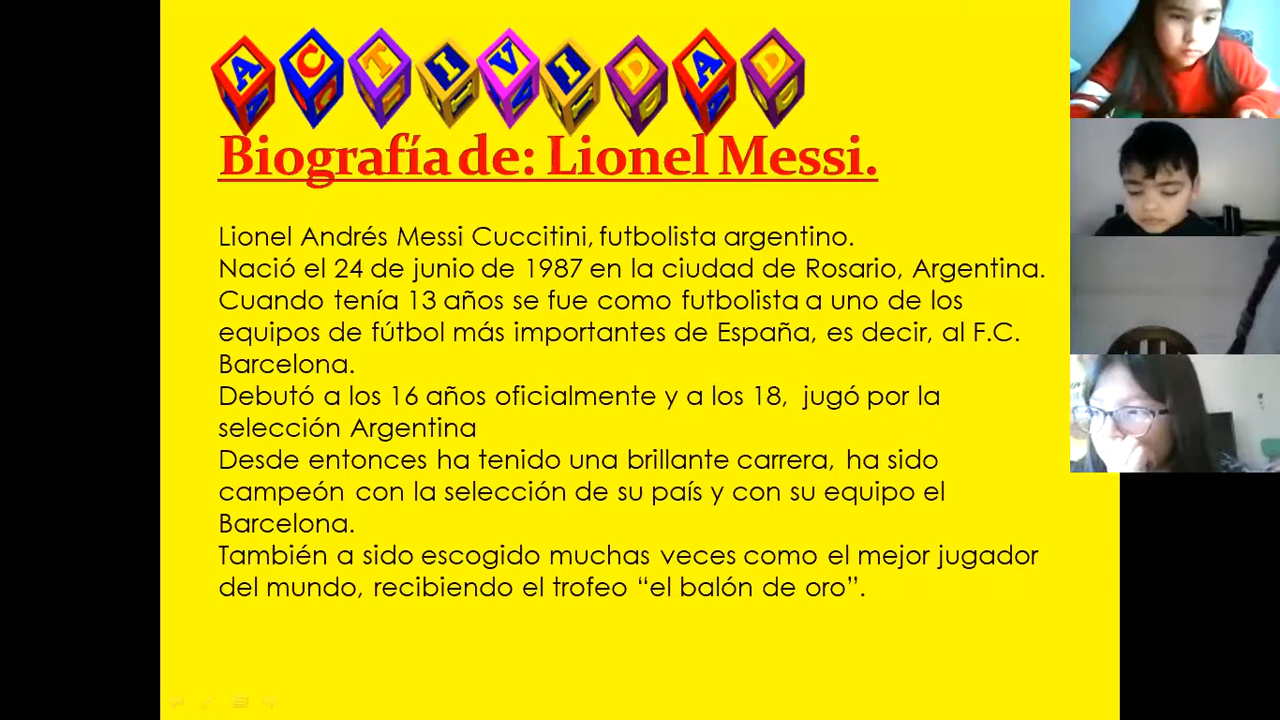 ACTIVIDAD
Biografía de: Lionel Messi.
Lionel Andrés Messi Cuccitini, futbolista argentino.
Nació el 24 de junio de 1987 en la ciudad de Rosario, Argentina.
Cuando tenía 13 años se fue como futbolista a uno de los
equipos de fútbol más importantes de España, es decir, al F.C.
Barcelona.
Debutó a los 16 años oficialmente y a los 18, jugó por la
selección Argentina
Desde entonces ha tenido una brillante carrera, ha sido
campeón con la selección de su país y con su equipo el
Barcelona.
También a sido escogido muchas veces como el mejor jugador
del mundo, recibiendo el trofeo “el balón de oro”.